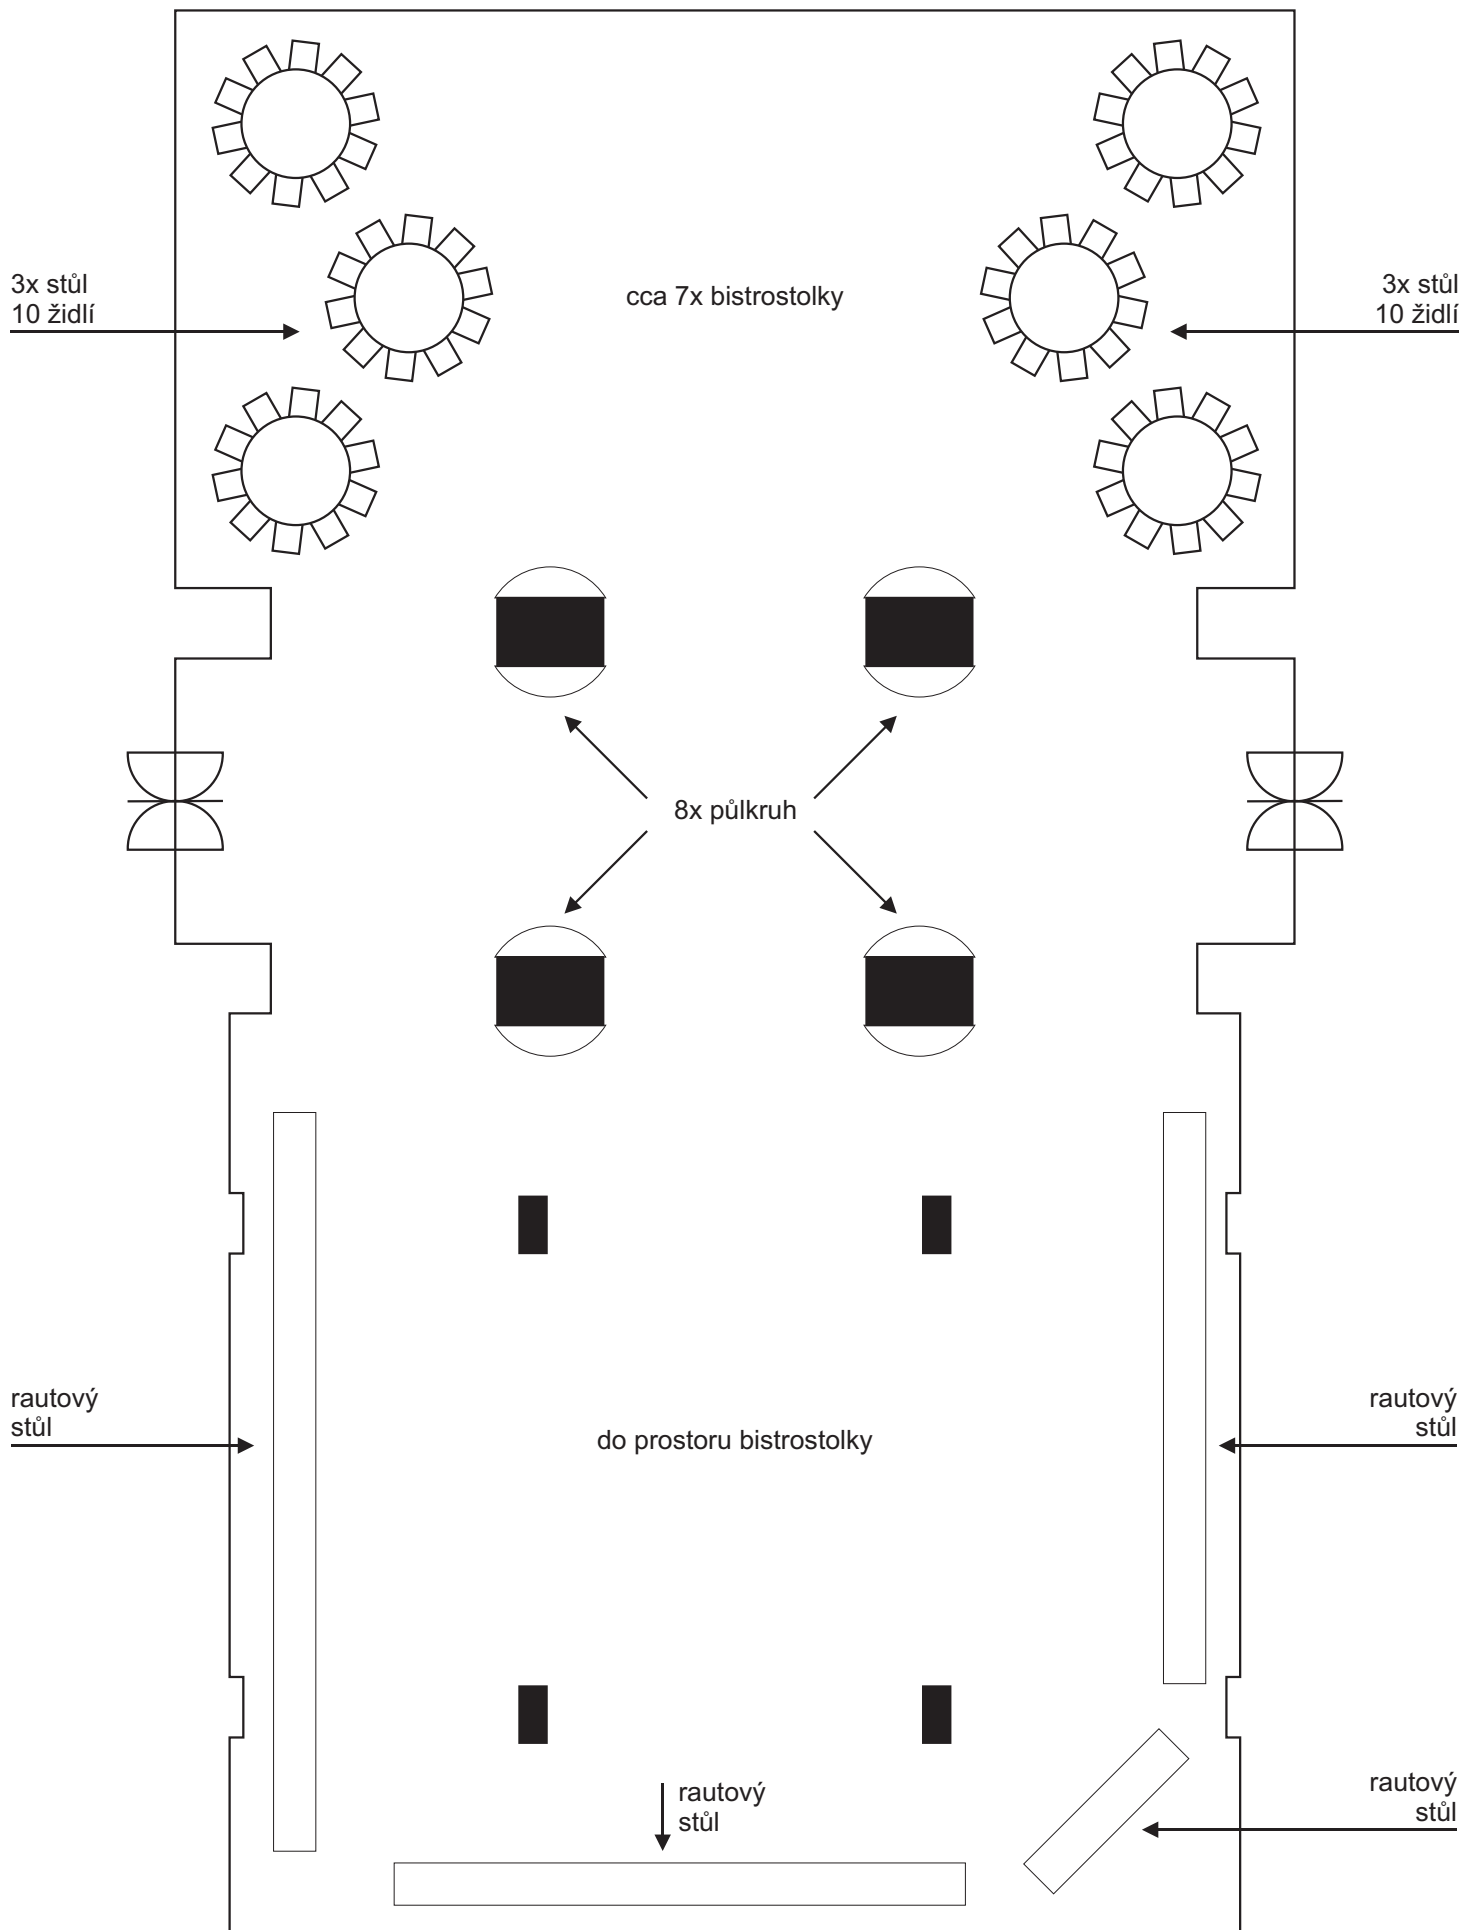 3x stůl
10 židlí
cca 7x bistrostolky
3x stůl
10 židlí
8x půlkruh
rautový
stůl
do prostoru bistrostolky
rautový
stůl
rautový
stůl
rautový
stůl